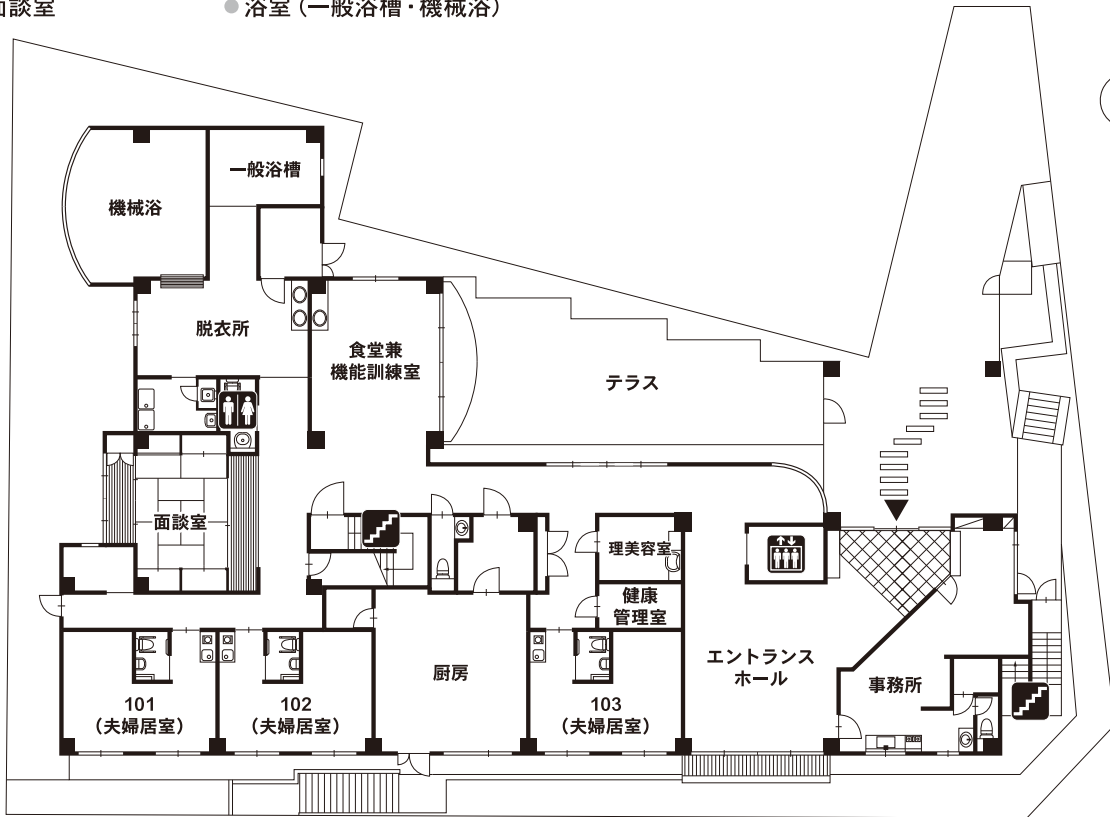 面談室
● 浴室（一般浴槽・機械浴）
一般浴槽
機械浴
脱衣所
食堂兼
機能訓練室
テラス
面談室
理美容室
健康
管理室
エントランス
ホール
厨房
事務所
101
（夫婦居室）
102
（夫婦居室）
103
（夫婦居室）